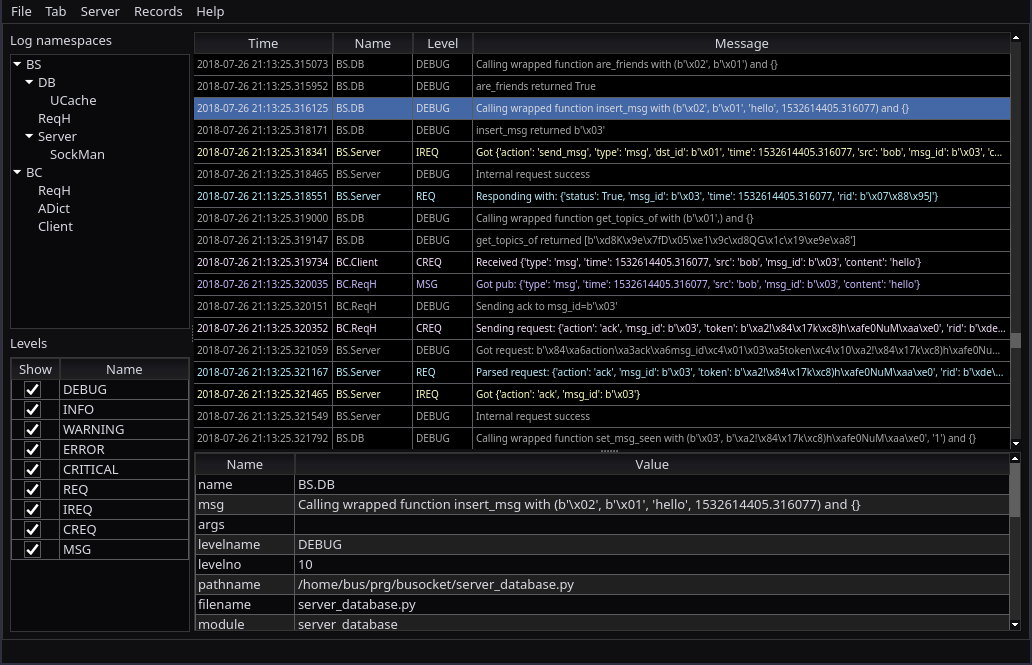 File Tab Server Records Help
Log namespaces
BS
DB
UCache
ReqH
Server
SockMan
BC
ReqH
ADict
Client
Levels
Show Name
DEBUG
INFO
WARNING
ERROR
CRITICAL
REQ
IREQ
CREQ
MSG
Time Name Level Message
2018-07-26 21:13:25.315073 BS.DB DEBUG Calling wrapped function are_friends with (b'\x02', b'\x01') and {}
2018-07-26 21:13:25.315952 BS.DB DEBUG are_friends returned True
2018-07-26 21:13:25.316125 BS.DB DEBUG Calling wrapped function insert_msg with (b'\x02', b'\x01', 'hello', 1532614405.316077) and {}
2018-07-26 21:13:25.318171 BS.DB DEBUG insert_msg returned b'\x03'
2018-07-26 21:13:25.318341 BS.Server IREQ Got {'action': 'send_msg', 'type': 'msg', 'dst_id': b'\x01', 'time': 1532614405.316077, 'src': 'bob', 'msg_id': b'\x03', 'c...
2018-07-26 21:13:25.318465 BS.Server DEBUG Internal request success
2018-07-26 21:13:25.318551 BS.Server REQ Responding with: {'status': True, 'msg_id': b'\x03', 'time': 1532614405.316077, 'rid': b'\x07\x88\x95J'}
2018-07-26 21:13:25.319000 BS.DB DEBUG Calling wrapped function get_topics_of with (b'\x01',) and {}
2018-07-26 21:13:25.319147 BS.DB DEBUG get_topics_of returned [b'\xd8K\x9e\x7fD\x05\xe1\x9c\xd8QG\x1c\x19\xe9e\xa8']
2018-07-26 21:13:25.319734 BC.Client CREQ Received {'type': 'msg', 'time': 1532614405.316077, 'src': 'bob', 'msg_id': b'\x03', 'content': 'hello'}
2018-07-26 21:13:25.320035 BC.ReqH MSG Got pub: {'type': 'msg', 'time': 1532614405.316077, 'src': 'bob', 'msg_id': b'\x03', 'content': 'hello'}
2018-07-26 21:13:25.320151 BC.ReqH DEBUG Sending ack to msg_id=b'\x03'
2018-07-26 21:13:25.320352 BC.ReqH CREQ Sending request: {'action': 'ack', 'msg_id': b'\x03', 'token': b'\xa2!\x84\x17k\xc8)h\xafe0NuM\xaa\xe0', 'rid': b'\xde...
2018-07-26 21:13:25.321059 BS.Server DEBUG Got request: b'\x84\xa6action\xa3ack\xa6msg_id\xc4\x01\x03\xa5token\xc4\x10\xa2!\x84\x17k\xc8)h\xafe0Nu...
2018-07-26 21:13:25.321167 BS.Server REQ Parsed request: {'action': 'ack', 'msg_id': b'\x03', 'token': b'\xa2!\x84\x17k\xc8)h\xafe0NuM\xaa\xe0', 'rid': b'\xde\...
2018-07-26 21:13:25.321465 BS.Server IREQ Got {'action': 'ack', 'msg_id': b'\x03'}
2018-07-26 21:13:25.321549 BS.Server DEBUG Internal request success
2018-07-26 21:13:25.321792 BS.DB DEBUG Calling wrapped function set_msg_seen with (b'\x03', b'\xa2!\x84\x17k\xc8)h\xafe0NuM\xaa\xe0', '1') and {}
Name Value
name BS.DB
msg Calling wrapped function insert_msg with (b'\x02', b'\x01', 'hello', 1532614405.316077) and {}
args
levelname DEBUG
levelno 10
pathname /home/bus/prg/busocket/server_database.py
filename server_database.py
module server_database